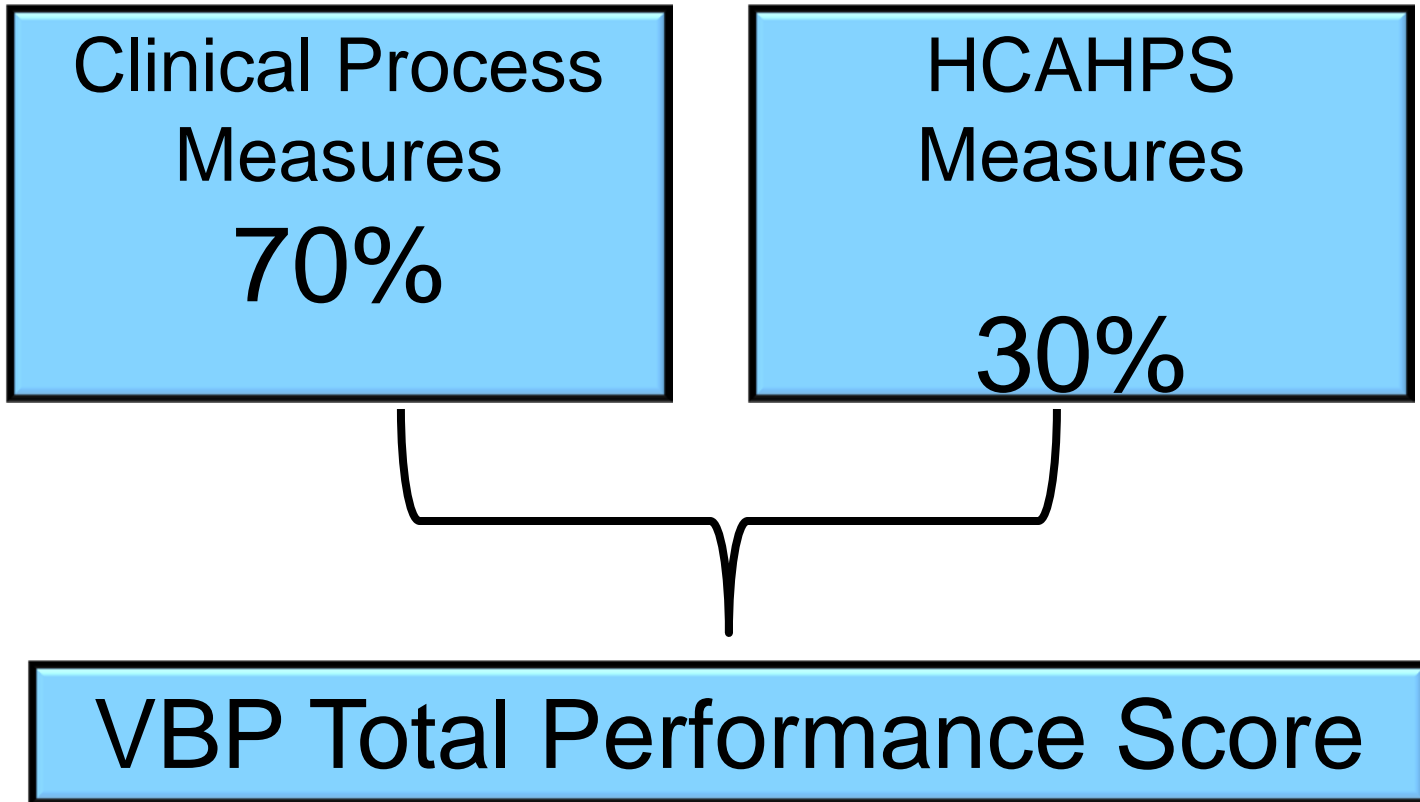 Clinical Process
Measures
70%
HCAHPS
Measures
30%
VBP Total Performance Score